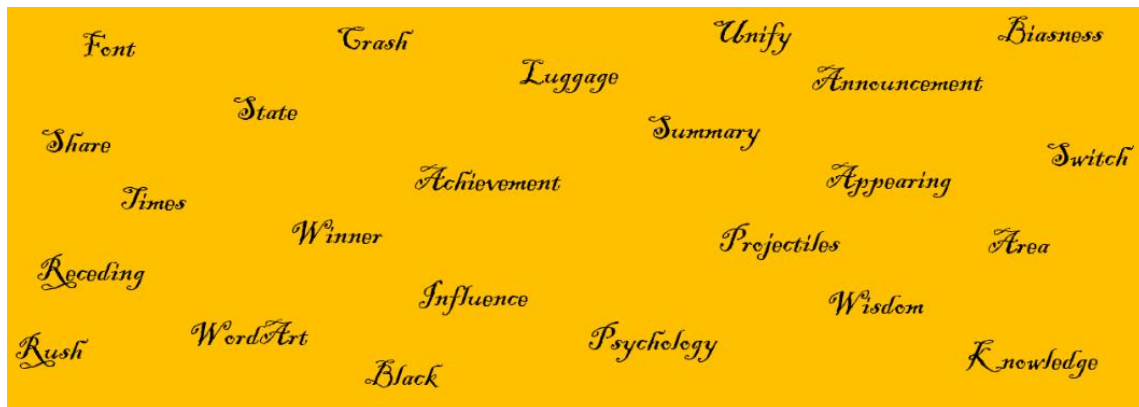 Font
Crash
Unify
Biasness
Luggage
Announcement
State
Summary
Share
Switch
Achievement
Appearing
Times
Winner
Projectiles
Area
Receding
Influence
Wisdom
WordArt
Psychology
Rush
Black
Knowledge